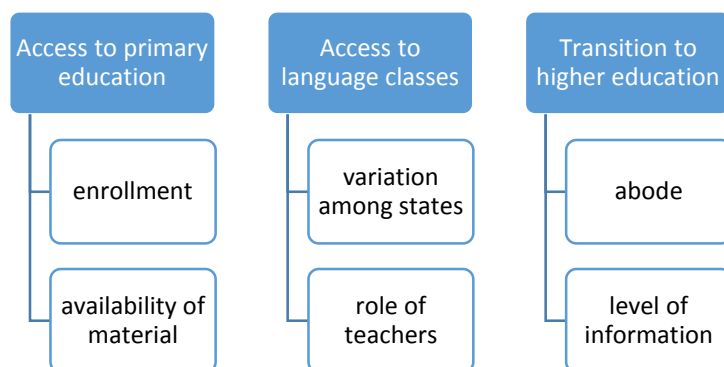 Access to primary
education
enrollment
availability of
material
Access to
language classes
variation
among states
role of
teachers
Transition to
higher education
abode
level of
information